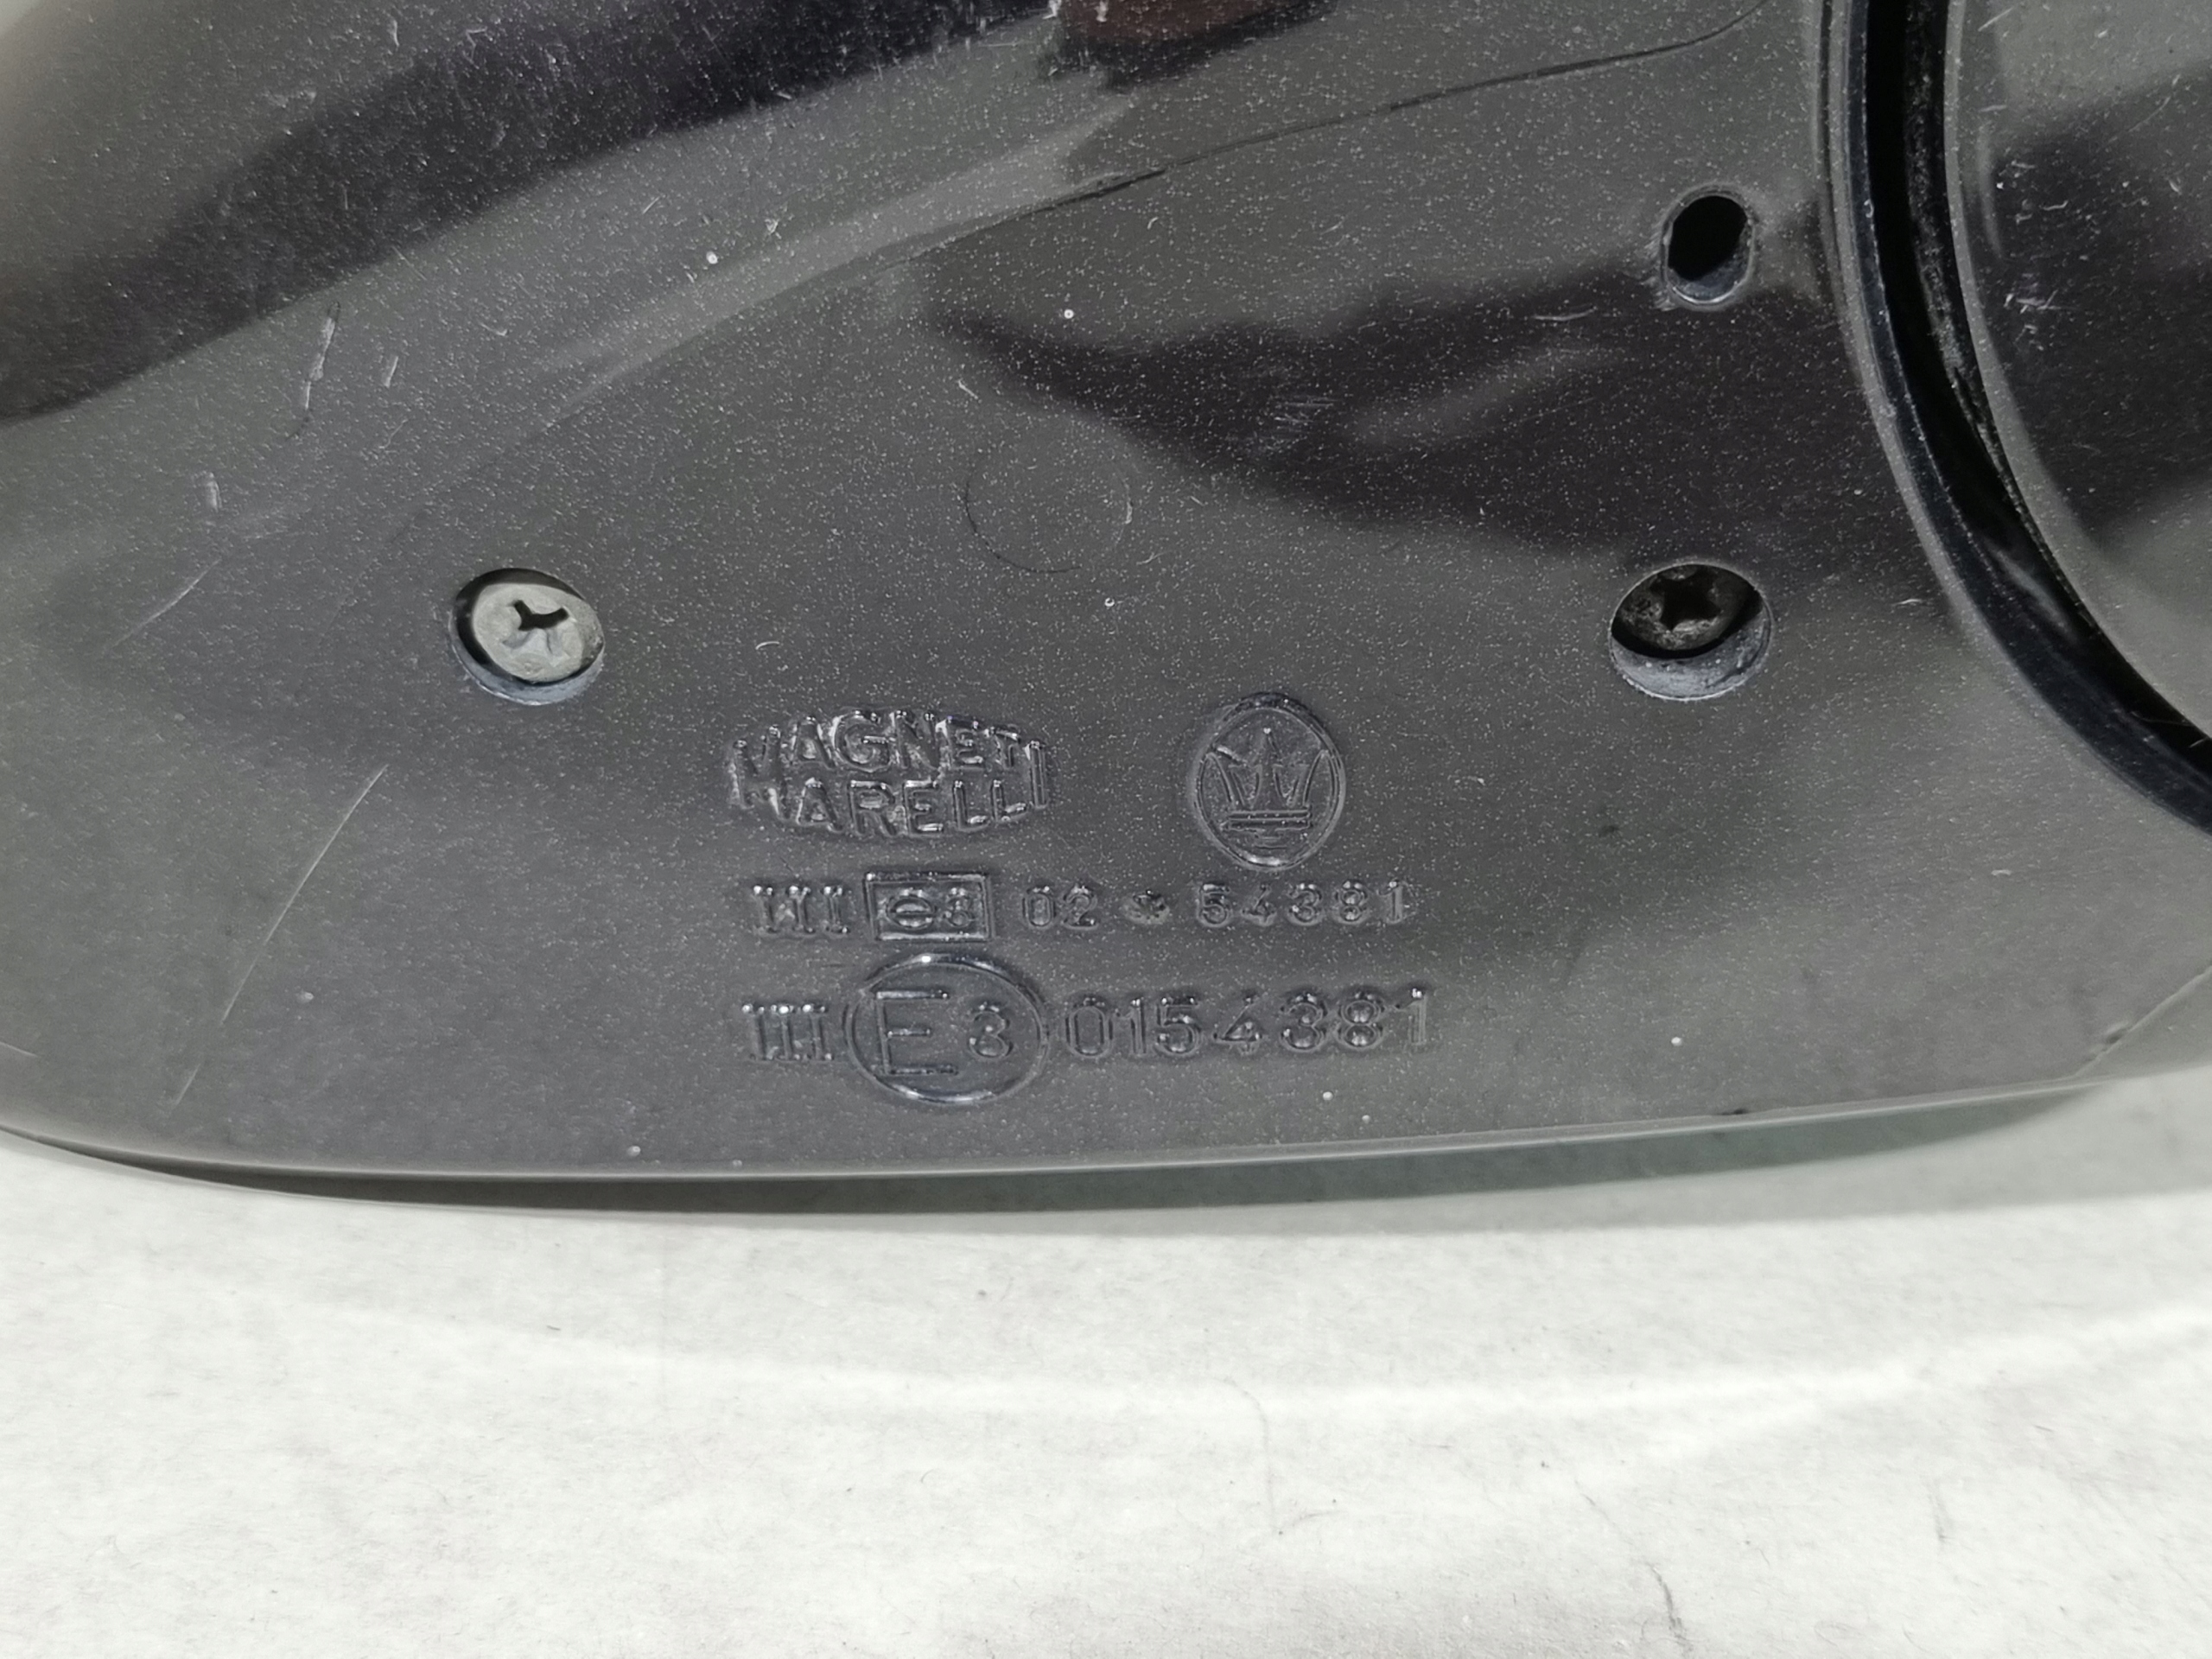 MAGNETI
MARELLI
III e3 02 * 54381
III E3 0154381